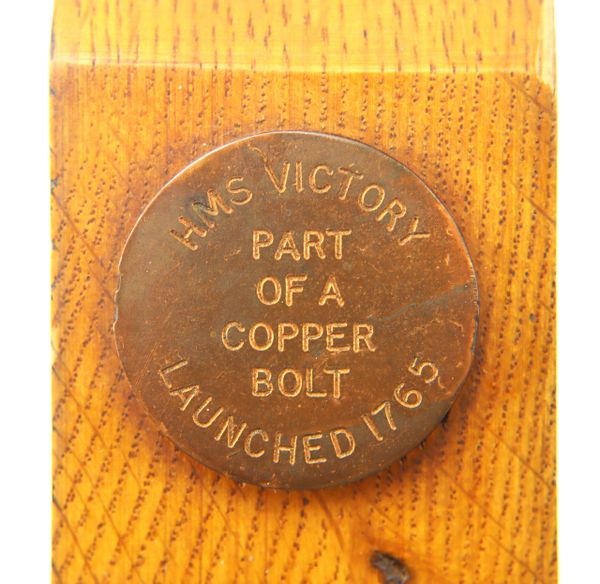 HMS VICTORY
PART
OF A
COPPER
BOLT
LAUNCHED 1765